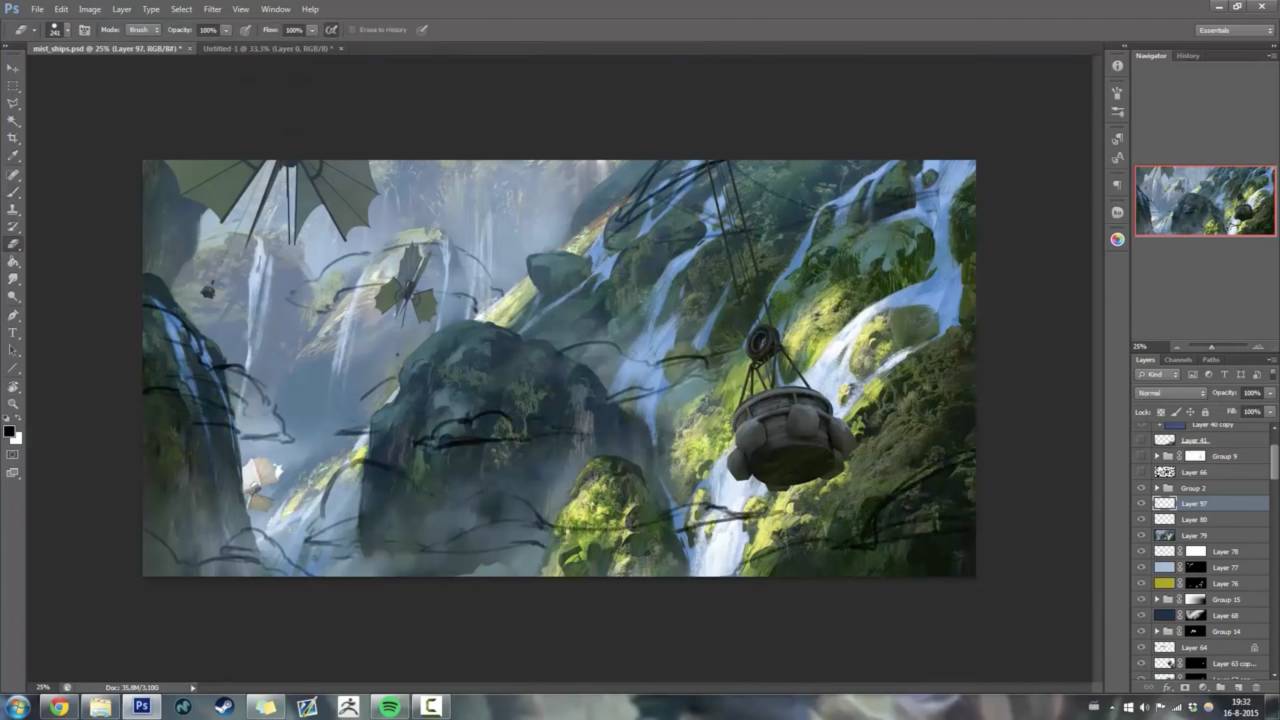 Ps File Edit Image Layer Type Select Filter View Window Help
241 Mode: Brush Opacity: 100% Flow: 100% Erase to History Essentials
mist_ships.psd @ 25% (Layer 97, RGB/8#) * × Untitled-1 @ 33,3% (Layer 0, RGB/8) * ×
Navigator History
25%
Layers Channels Paths
Kind
Normal Opacity: 100%
Lock: Fill: 100%
Layer 40 copy
Layer 41
Group 9
Layer 66
Group 2
Layer 97
Layer 80
Layer 79
Layer 78
Layer 77
Layer 76
Group 15
Layer 68
Group 14
Layer 64
Layer 63 cop...
25% Doc: 35,8M/3,10G
Ps
19:32
16-8-2015